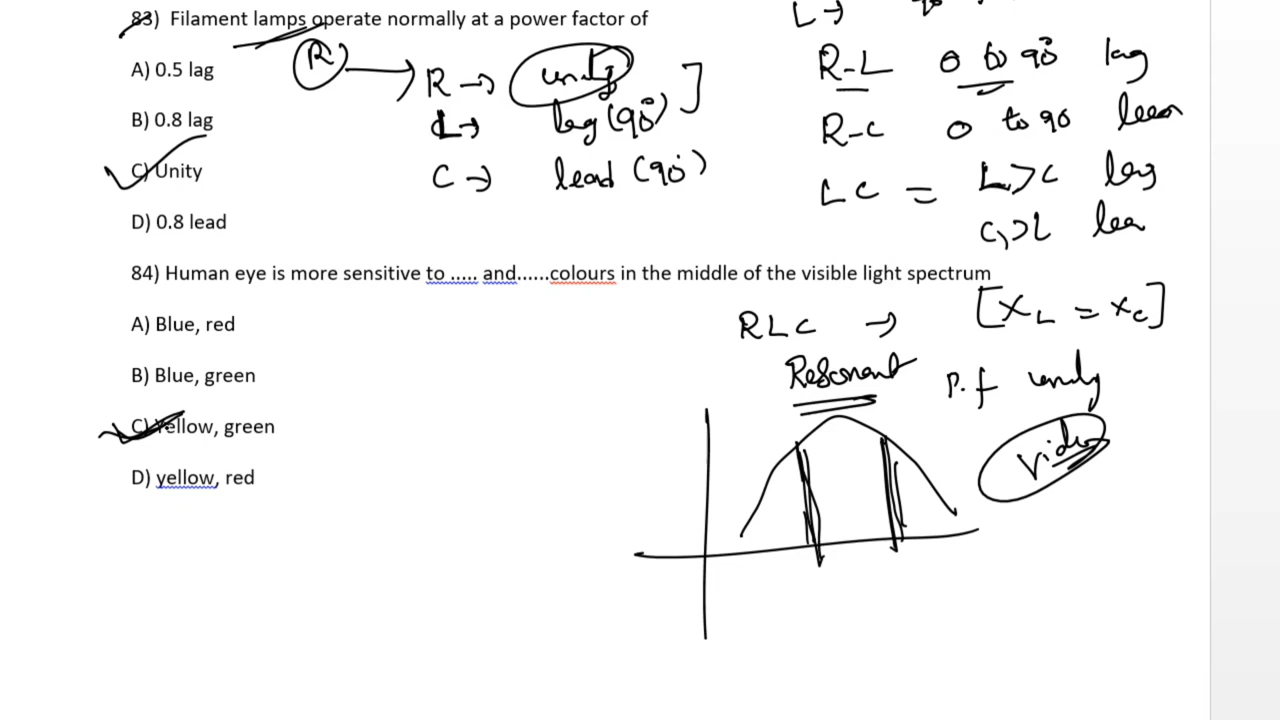 83) Filament lamps operate normally at a power factor of
A) 0.5 lag
B) 0.8 lag
C) Unity
D) 0.8 lead
84) Human eye is more sensitive to ..... and......colours in the middle of the visible light spectrum
A) Blue, red
B) Blue, green
C) Yellow, green
D) yellow, red
R
R → unity ]
L → lag (90°)
C → lead (90°)
L →
R-L 0 to 90° lag
R-C 0 to 90
LC = L>C lag
C>L lea
RLC → [XL = XC]
Resonant P.f unity